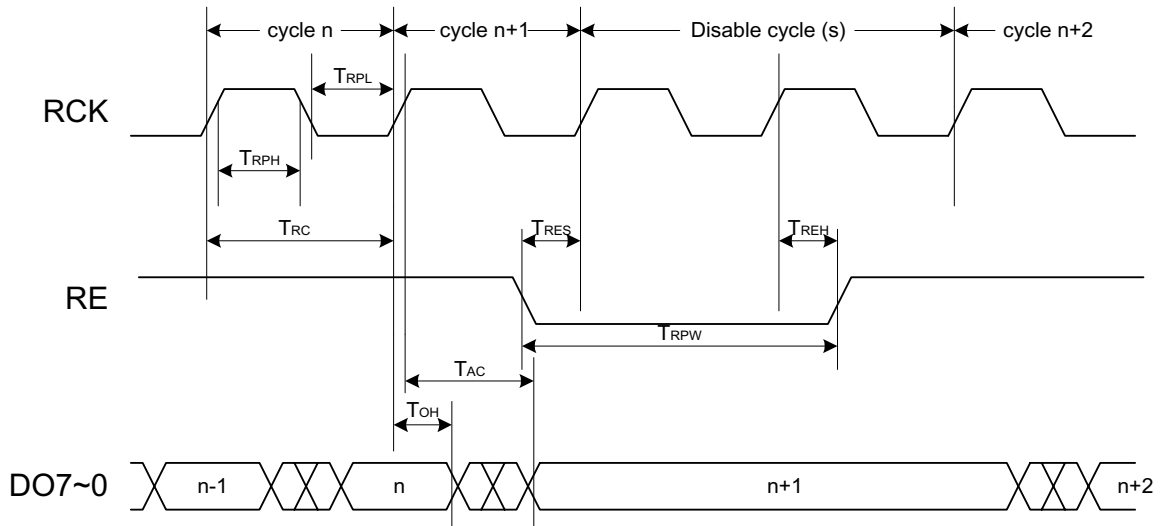 cycle n cycle n+1 Disable cycle (s) cycle n+2
TRPL
RCK
TRPH
TRC TRES TREH
RE
TRPW
TAC
TOH
DO7~0 n-1 n n+1 n+2